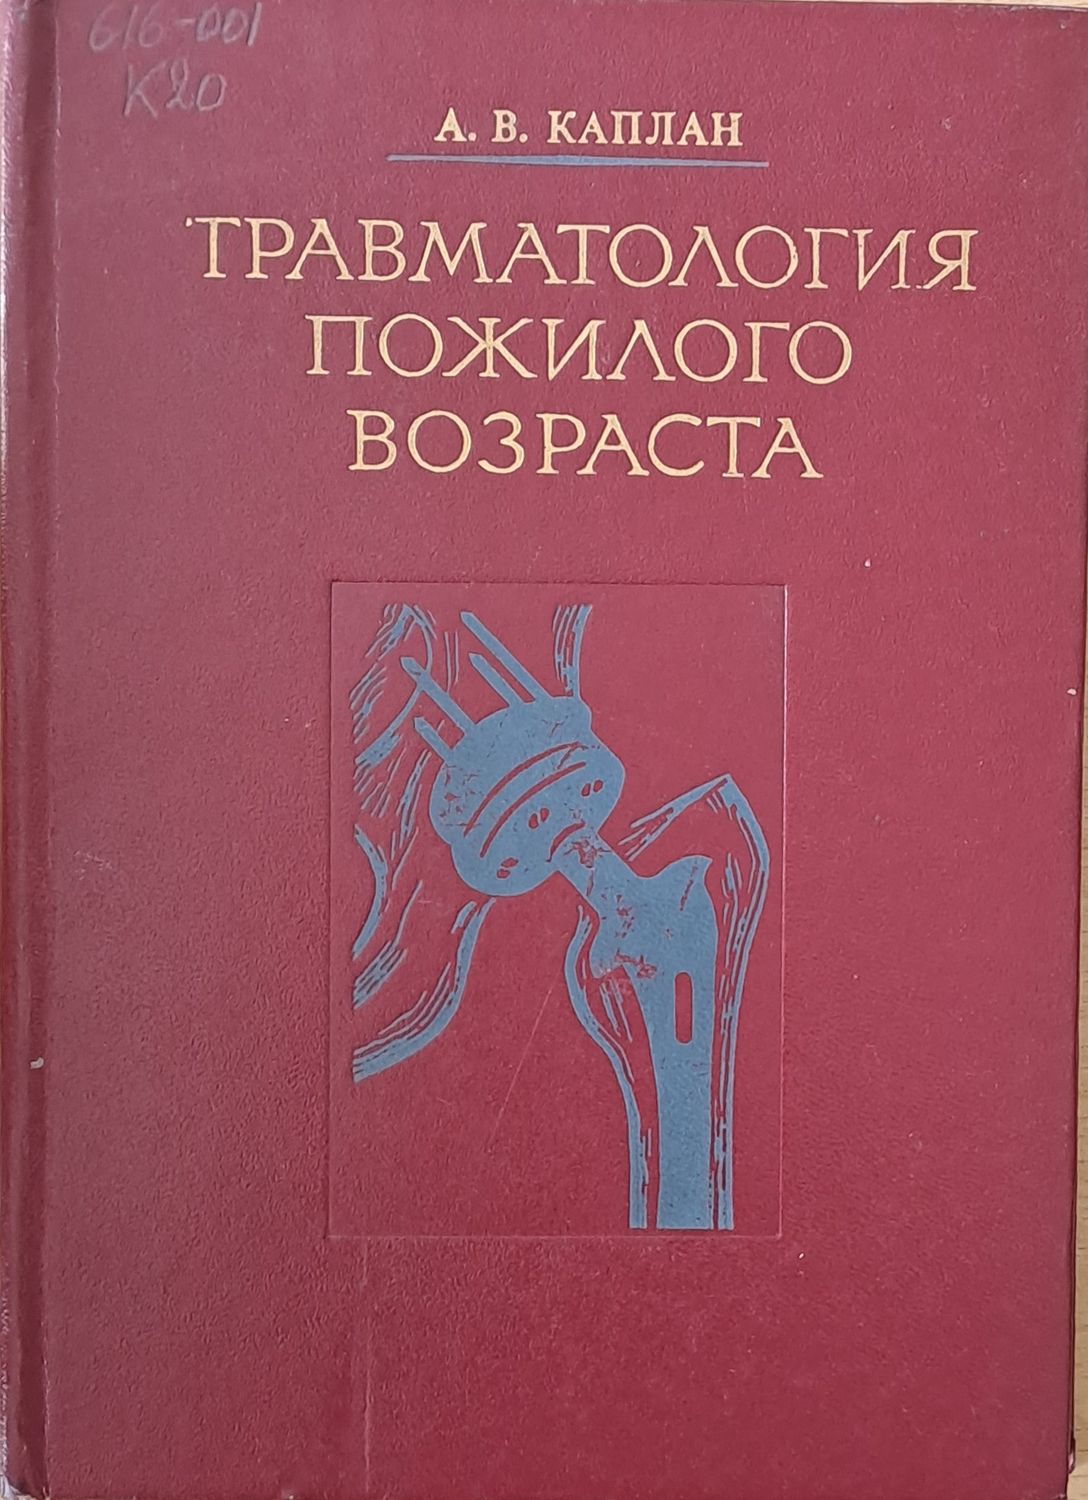 616-001
К20
А. В. КАПЛАН
ТРАВМАТОЛОГИЯ
ПОЖИЛОГО
ВОЗРАСТА